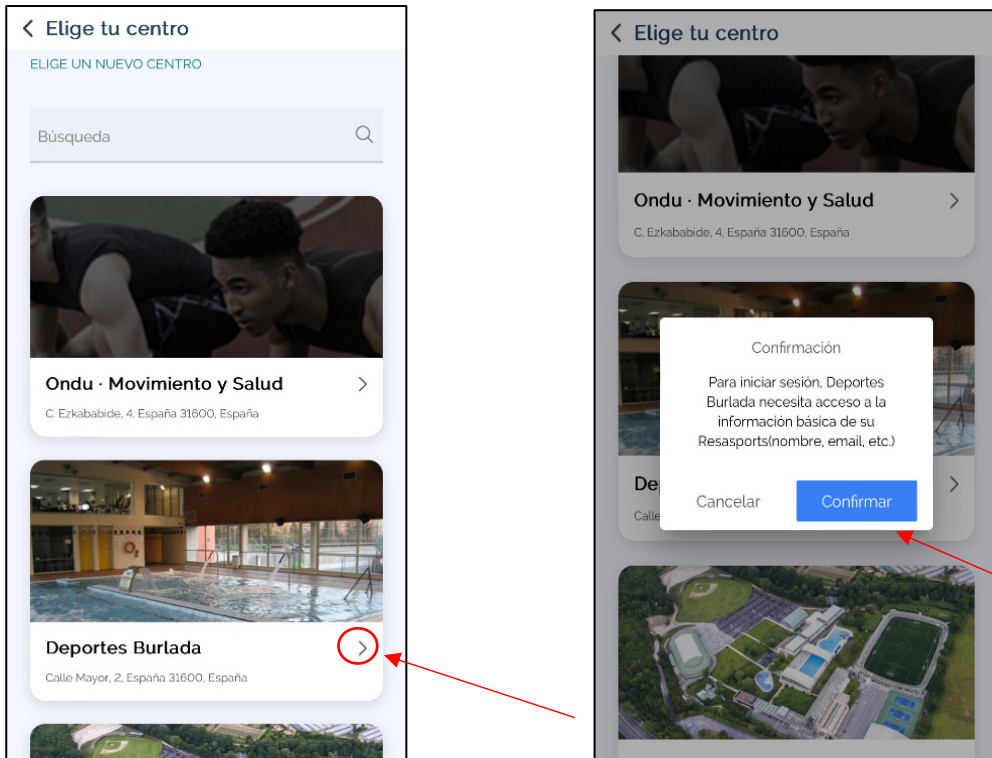 Elige tu centro
ELIGE UN NUEVO CENTRO
Búsqueda
Ondu · Movimiento y Salud
C. Ezkababide, 4, España 31600, España
Deportes Burlada
Calle Mayor, 2, España 31600, España
Elige tu centro
Ondu · Movimiento y Salud
C. Ezkababide, 4, España 31600, España
Confirmación
Para iniciar sesión, Deportes
Burlada necesita acceso a la
información básica de su
Resasports(nombre, email, etc.)
De
Cancelar
Confirmar
Calle